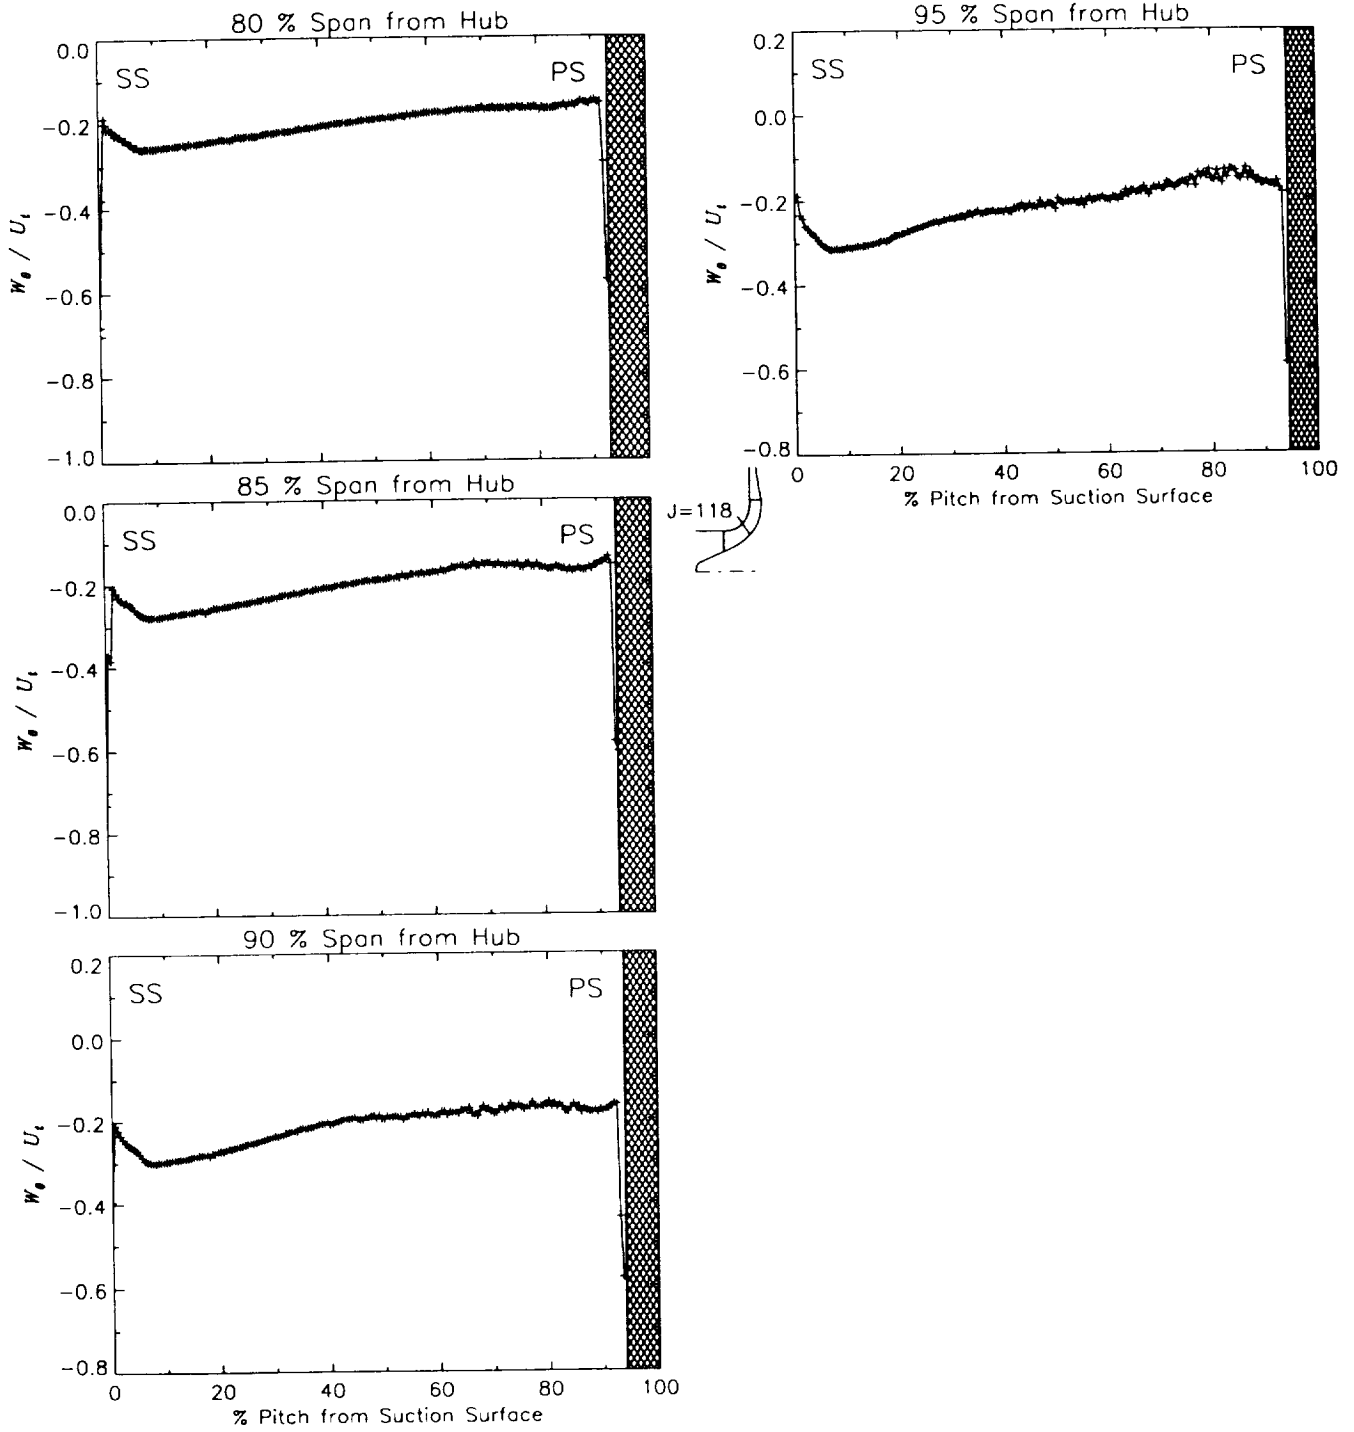 80 % Span from Hub
0.0
SS
PS
−0.2
−0.4
W_θ / U_t
−0.6
−0.8
−1.0
85 % Span from Hub
0.0
SS
PS
−0.2
−0.4
W_θ / U_t
−0.6
−0.8
−1.0
90 % Span from Hub
0.2
SS
PS
0.0
−0.2
W_θ / U_t
−0.4
−0.6
−0.8
0 20 40 60 80 100
% Pitch from Suction Surface
95 % Span from Hub
0.2
SS
PS
0.0
−0.2
W_θ / U_t
−0.4
−0.6
−0.8
0 20 40 60 80 100
% Pitch from Suction Surface
J=118